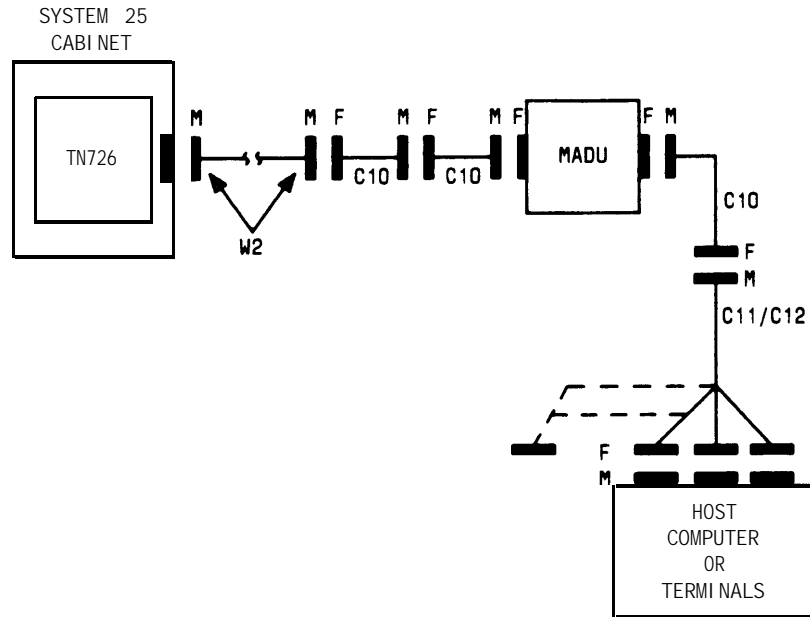 SYSTEM 25
CABINET
TN726
M
M F
M F
M F
F M
MADU
C10
C10
W2
C10
F
M
C11/C12
F
M
HOST
COMPUTER
OR
TERMINALS